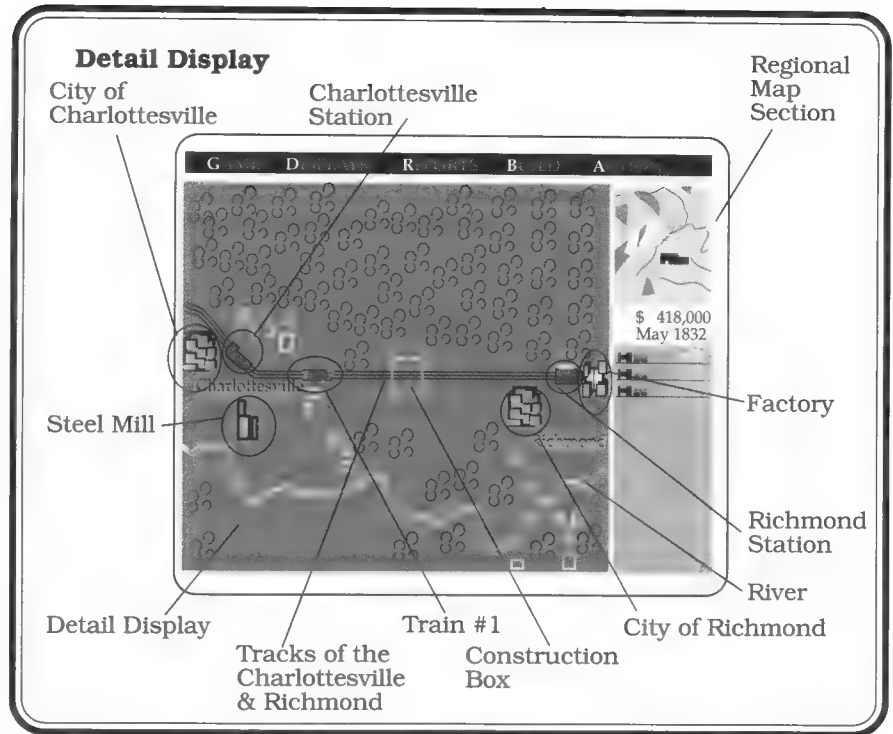 Detail Display
City of
Charlottesville
Charlottesville
Station
Regional
Map
Section
G D R B A
$ 418,000
May 1832
Charlottesville
Richmond
Steel Mill
Factory
Richmond
Station
River
City of Richmond
Detail Display
Train #1
Construction
Box
Tracks of the
Charlottesville
& Richmond